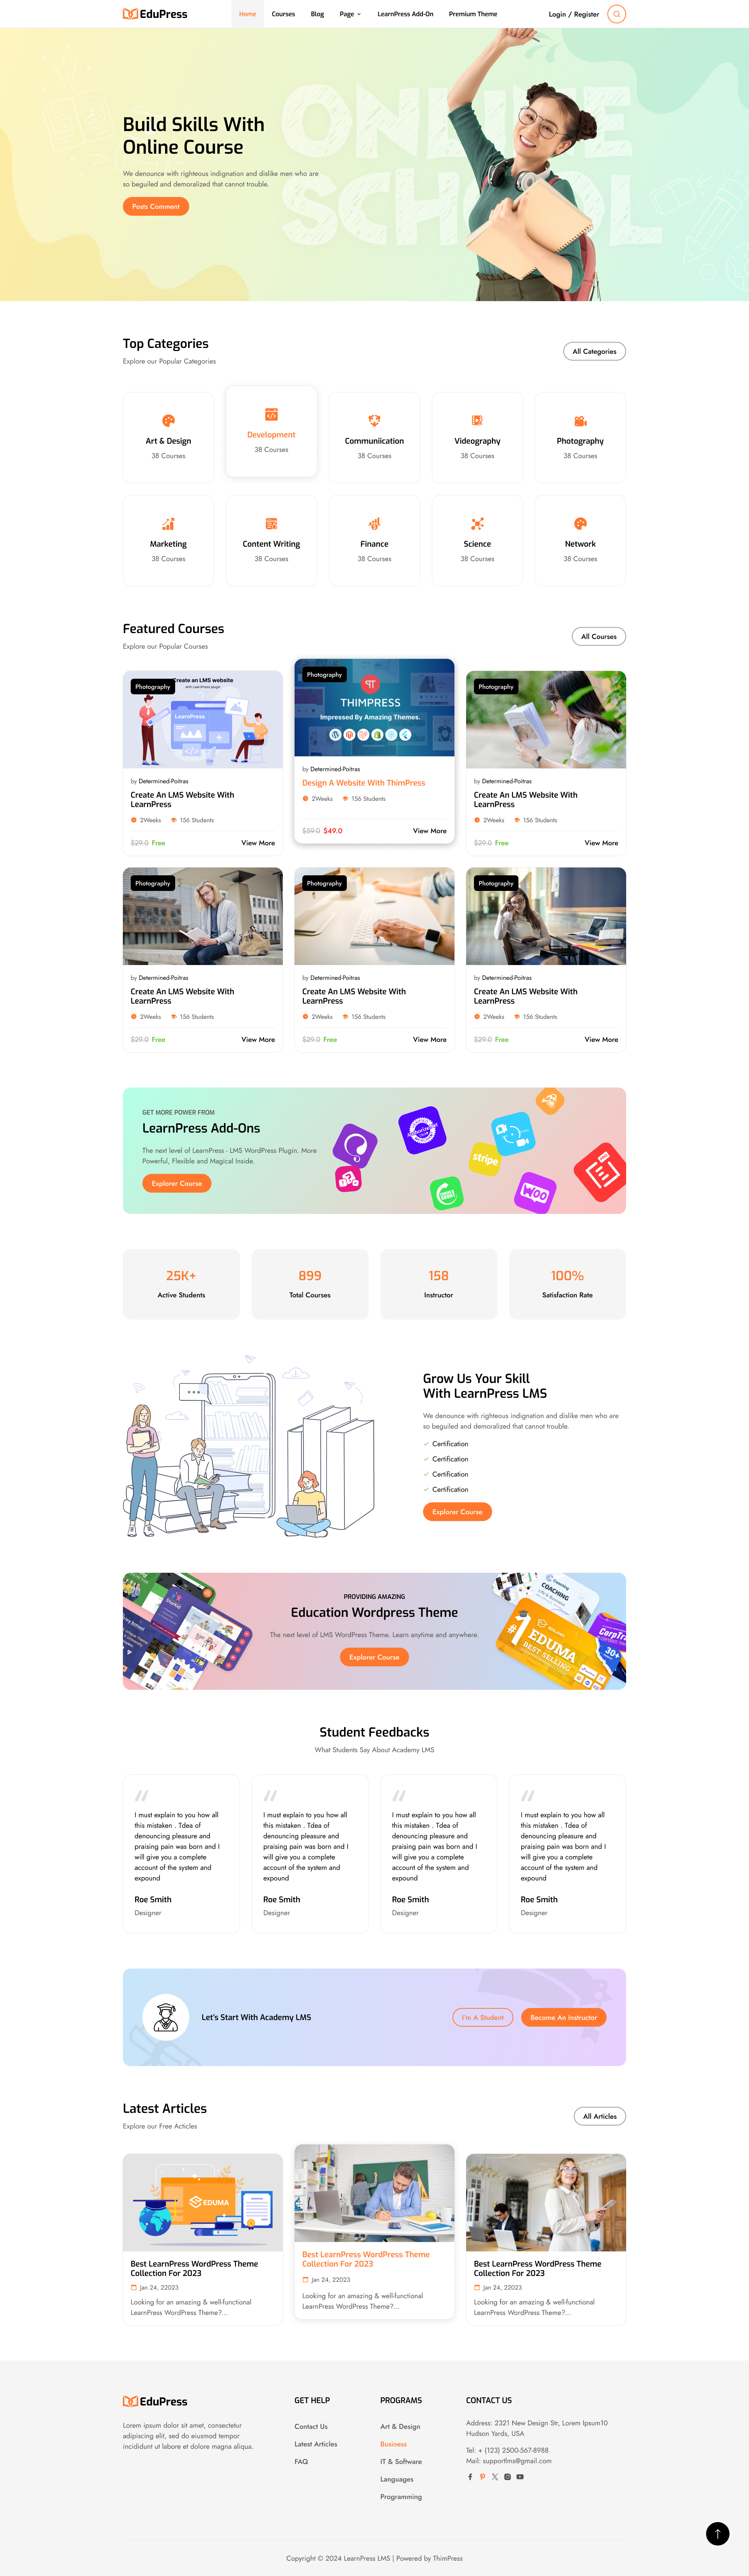 EduPress
Home
Courses
Blog
Page
LearnPress Add-On
Premium Theme
Login / Register
ONLINE
SCHOOL
Build Skills With
Online Course
We denounce with righteous indignation and dislike men who are
so beguiled and demoralized that cannot trouble.
Posts Comment
Top Categories
Explore our Popular Categories
All Categories
Art & Design
38 Courses
Development
38 Courses
Communiication
38 Courses
Videography
38 Courses
Photography
38 Courses
Marketing
38 Courses
Content Writing
38 Courses
Finance
38 Courses
Science
38 Courses
Network
38 Courses
Featured Courses
Explore our Popular Courses
All Courses
Photography
Create an LMS website
with LearnPress plugin
LearnPress
by Determined-Poitras
Create An LMS Website With
LearnPress
2Weeks
156 Students
$29.0 Free
View More
Photography
THIMPRESS
Impressed By Amazing Themes.
by Determined-Poitras
Design A Website With ThimPress
2Weeks
156 Students
$59.0 $49.0
View More
Photography
by Determined-Poitras
Create An LMS Website With
LearnPress
2Weeks
156 Students
$29.0 Free
View More
Photography
by Determined-Poitras
Create An LMS Website With
LearnPress
2Weeks
156 Students
$29.0 Free
View More
Photography
by Determined-Poitras
Create An LMS Website With
LearnPress
2Weeks
156 Students
$29.0 Free
View More
Photography
by Determined-Poitras
Create An LMS Website With
LearnPress
2Weeks
156 Students
$29.0 Free
View More
GET MORE POWER FROM
LearnPress Add-Ons
The next level of LearnPress - LMS WordPress Plugin. More
Powerful, Flexible and Magical Inside.
Explorer Course
stripe
WOO
25K+
Active Students
899
Total Courses
158
Instructor
100%
Satisfaction Rate
Grow Us Your Skill
With LearnPress LMS
We denounce with righteous indignation and dislike men who are
so beguiled and demoralized that cannot trouble.
Certification
Certification
Certification
Certification
Explorer Course
PROVIDING AMAZING
Education Wordpress Theme
The next level of LMS WordPress Theme. Learn anytime and anywhere.
Explorer Course
COACHING
#1 EDUMA
BEST SELLING
30+
Student Feedbacks
What Students Say About Academy LMS
I must explain to you how all
this mistaken . Tdea of
denouncing pleasure and
praising pain was born and I
will give you a complete
account of the system and
expound
Roe Smith
Designer
I must explain to you how all
this mistaken . Tdea of
denouncing pleasure and
praising pain was born and I
will give you a complete
account of the system and
expound
Roe Smith
Designer
I must explain to you how all
this mistaken . Tdea of
denouncing pleasure and
praising pain was born and I
will give you a complete
account of the system and
expound
Roe Smith
Designer
I must explain to you how all
this mistaken . Tdea of
denouncing pleasure and
praising pain was born and I
will give you a complete
account of the system and
expound
Roe Smith
Designer
Let's Start With Academy LMS
I'm A Student
Become An Instructor
Latest Articles
Explore our Free Acticles
All Articles
EDUMA
Best LearnPress WordPress Theme
Collection For 2023
Jan 24, 22023
Looking for an amazing & well-functional
LearnPress WordPress Theme?...
Best LearnPress WordPress Theme
Collection For 2023
Jan 24, 22023
Looking for an amazing & well-functional
LearnPress WordPress Theme?...
Best LearnPress WordPress Theme
Collection For 2023
Jan 24, 22023
Looking for an amazing & well-functional
LearnPress WordPress Theme?...
EduPress
Lorem ipsum dolor sit amet, consectetur
adipiscing elit, sed do eiusmod tempor
incididunt ut labore et dolore magna aliqua.
GET HELP
Contact Us
Latest Articles
FAQ
PROGRAMS
Art & Design
Business
IT & Software
Languages
Programming
CONTACT US
Address: 2321 New Design Str, Lorem Ipsum10
Hudson Yards, USA
Tel: + (123) 2500-567-8988
Mail: supportlms@gmail.com
Copyright © 2024 LearnPress LMS | Powered by ThimPress